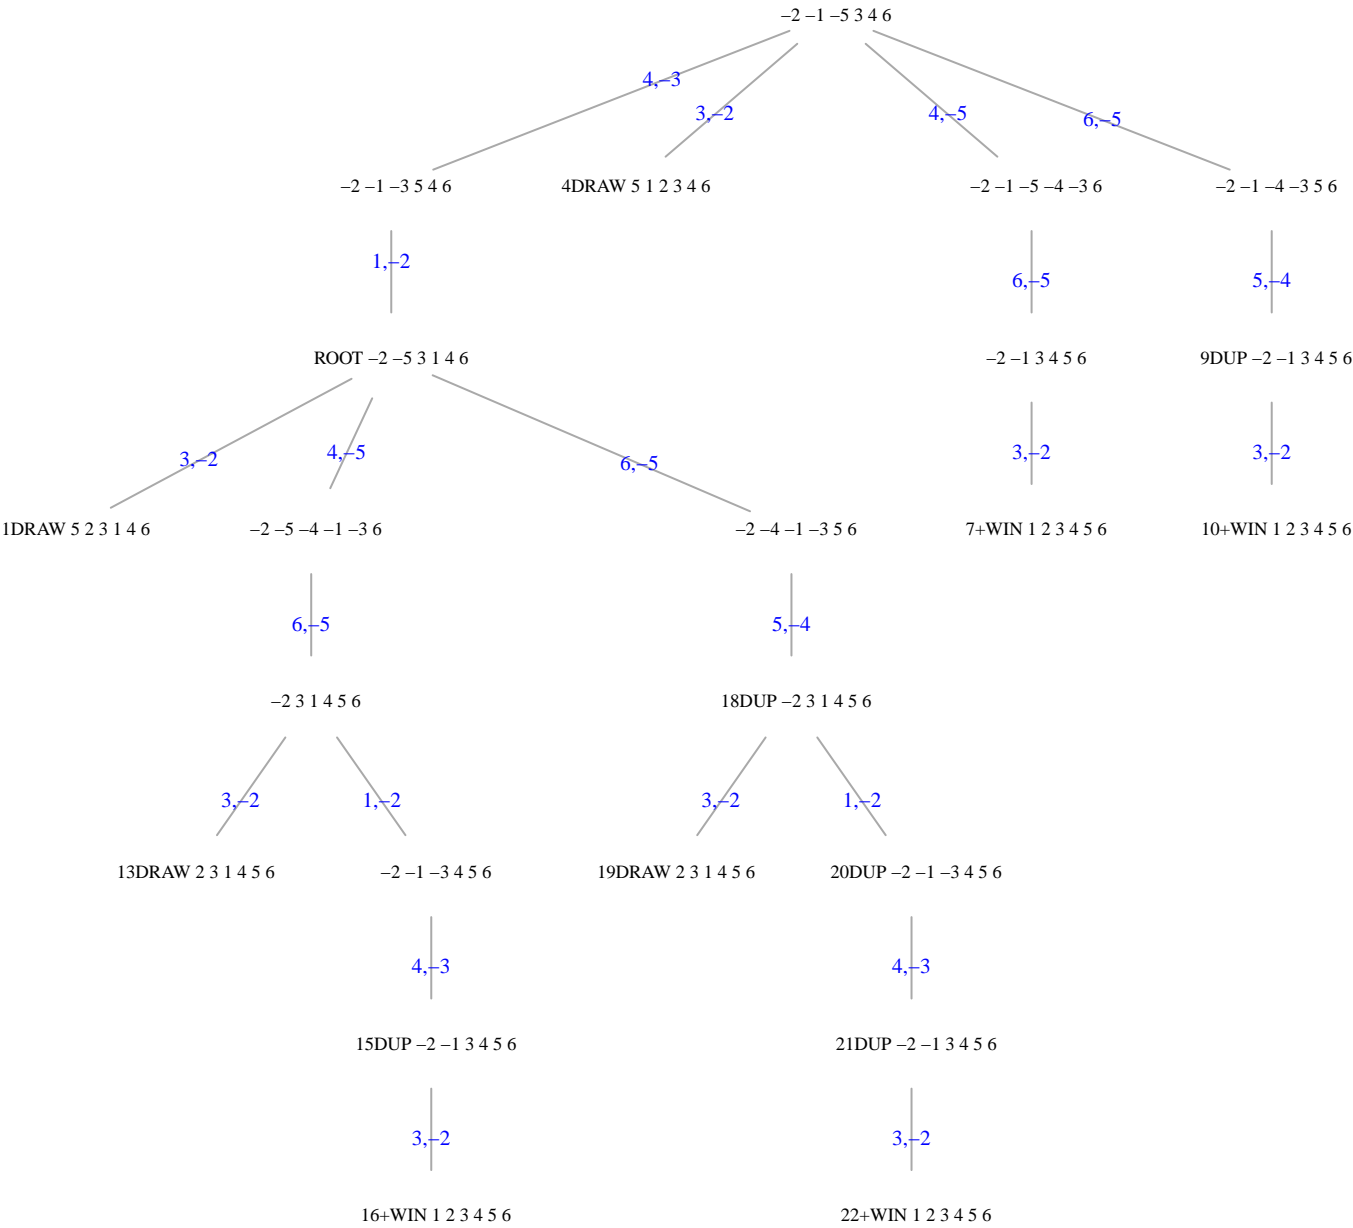 –2 –1 –5 3 4 6
4,–3
3,–2
4,–5
6,–5
–2 –1 –3 5 4 6
4DRAW 5 1 2 3 4 6
–2 –1 –5 –4 –3 6
–2 –1 –4 –3 5 6
1,–2
6,–5
5,–4
ROOT –2 –5 3 1 4 6
–2 –1 3 4 5 6
9DUP –2 –1 3 4 5 6
3,–2
4,–5
6,–5
3,–2
3,–2
1DRAW 5 2 3 1 4 6
–2 –5 –4 –1 –3 6
–2 –4 –1 –3 5 6
7+WIN 1 2 3 4 5 6
10+WIN 1 2 3 4 5 6
6,–5
5,–4
–2 3 1 4 5 6
18DUP –2 3 1 4 5 6
3,–2
1,–2
3,–2
1,–2
13DRAW 2 3 1 4 5 6
–2 –1 –3 4 5 6
19DRAW 2 3 1 4 5 6
20DUP –2 –1 –3 4 5 6
4,–3
4,–3
15DUP –2 –1 3 4 5 6
21DUP –2 –1 3 4 5 6
3,–2
3,–2
16+WIN 1 2 3 4 5 6
22+WIN 1 2 3 4 5 6